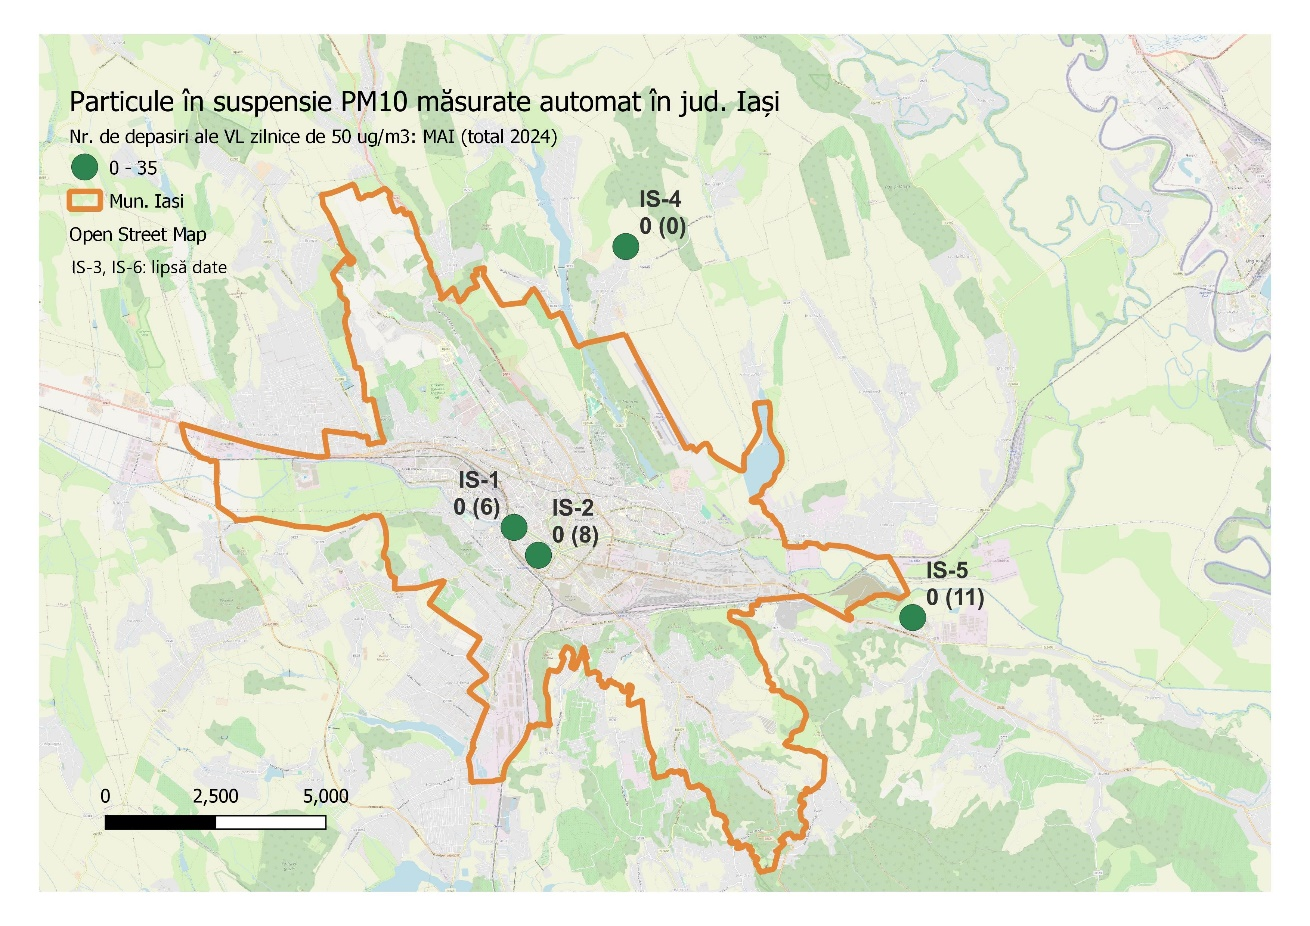 Particule în suspensie PM10 măsurate automat în jud. Iași
Nr. de depasiri ale VL zilnice de 50 ug/m3: MAI (total 2024)
0 - 35
Mun. Iasi
Open Street Map
IS-3, IS-6: lipsă date
IS-4
0 (0)
IS-1
0 (6)
IS-2
0 (8)
IS-5
0 (11)
0 2,500 5,000